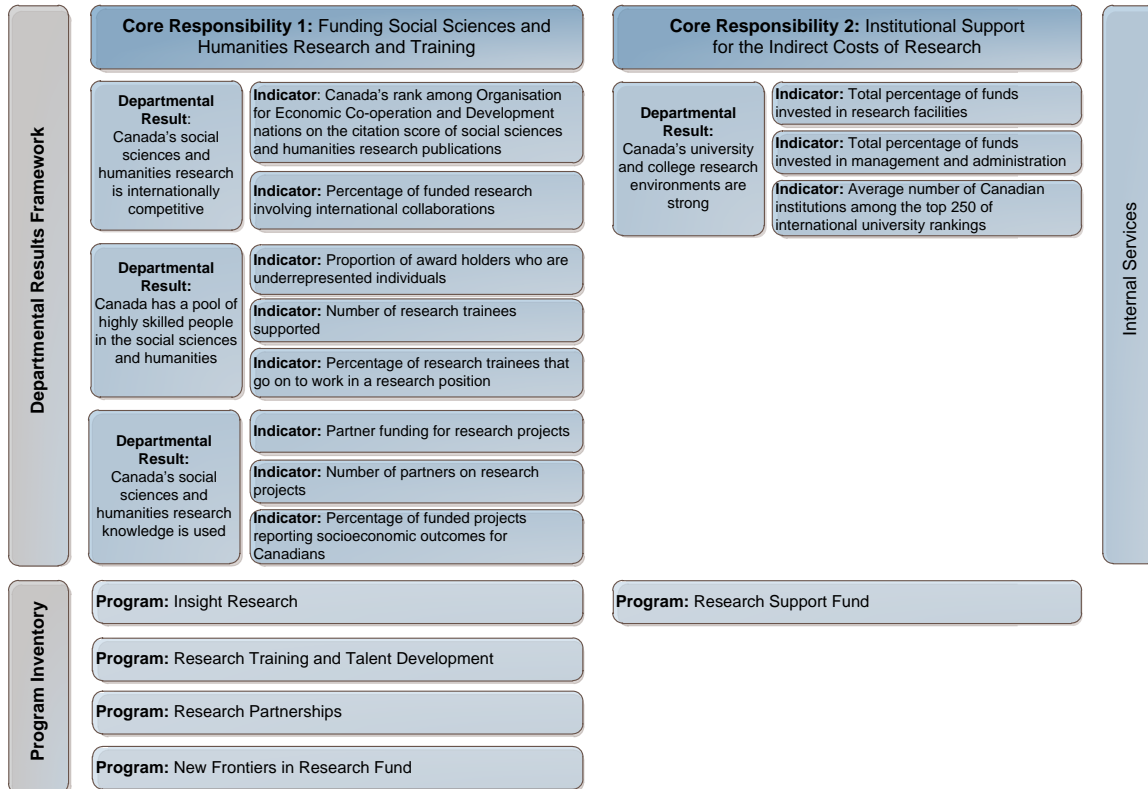 Departmental Results Framework
Core Responsibility 1: Funding Social Sciences and
Humanities Research and Training
Departmental
Result:
Canada's social
sciences and
humanities research
is internationally
competitive
Indicator: Canada's rank among Organisation
for Economic Co-operation and Development
nations on the citation score of social sciences
and humanities research publications
Indicator: Percentage of funded research
involving international collaborations
Departmental
Result:
Canada has a pool of
highly skilled people
in the social sciences
and humanities
Indicator: Proportion of award holders who are
underrepresented individuals
Indicator: Number of research trainees
supported
Indicator: Percentage of research trainees that
go on to work in a research position
Departmental
Result:
Canada's social
sciences and
humanities research
knowledge is used
Indicator: Partner funding for research projects
Indicator: Number of partners on research
projects
Indicator: Percentage of funded projects
reporting socioeconomic outcomes for
Canadians
Core Responsibility 2: Institutional Support
for the Indirect Costs of Research
Departmental
Result:
Canada's university
and college research
environments are
strong
Indicator: Total percentage of funds
invested in research facilities
Indicator: Total percentage of funds
invested in management and administration
Indicator: Average number of Canadian
institutions among the top 250 of
international university rankings
Internal Services
Program Inventory
Program: Insight Research
Program: Research Training and Talent Development
Program: Research Partnerships
Program: New Frontiers in Research Fund
Program: Research Support Fund